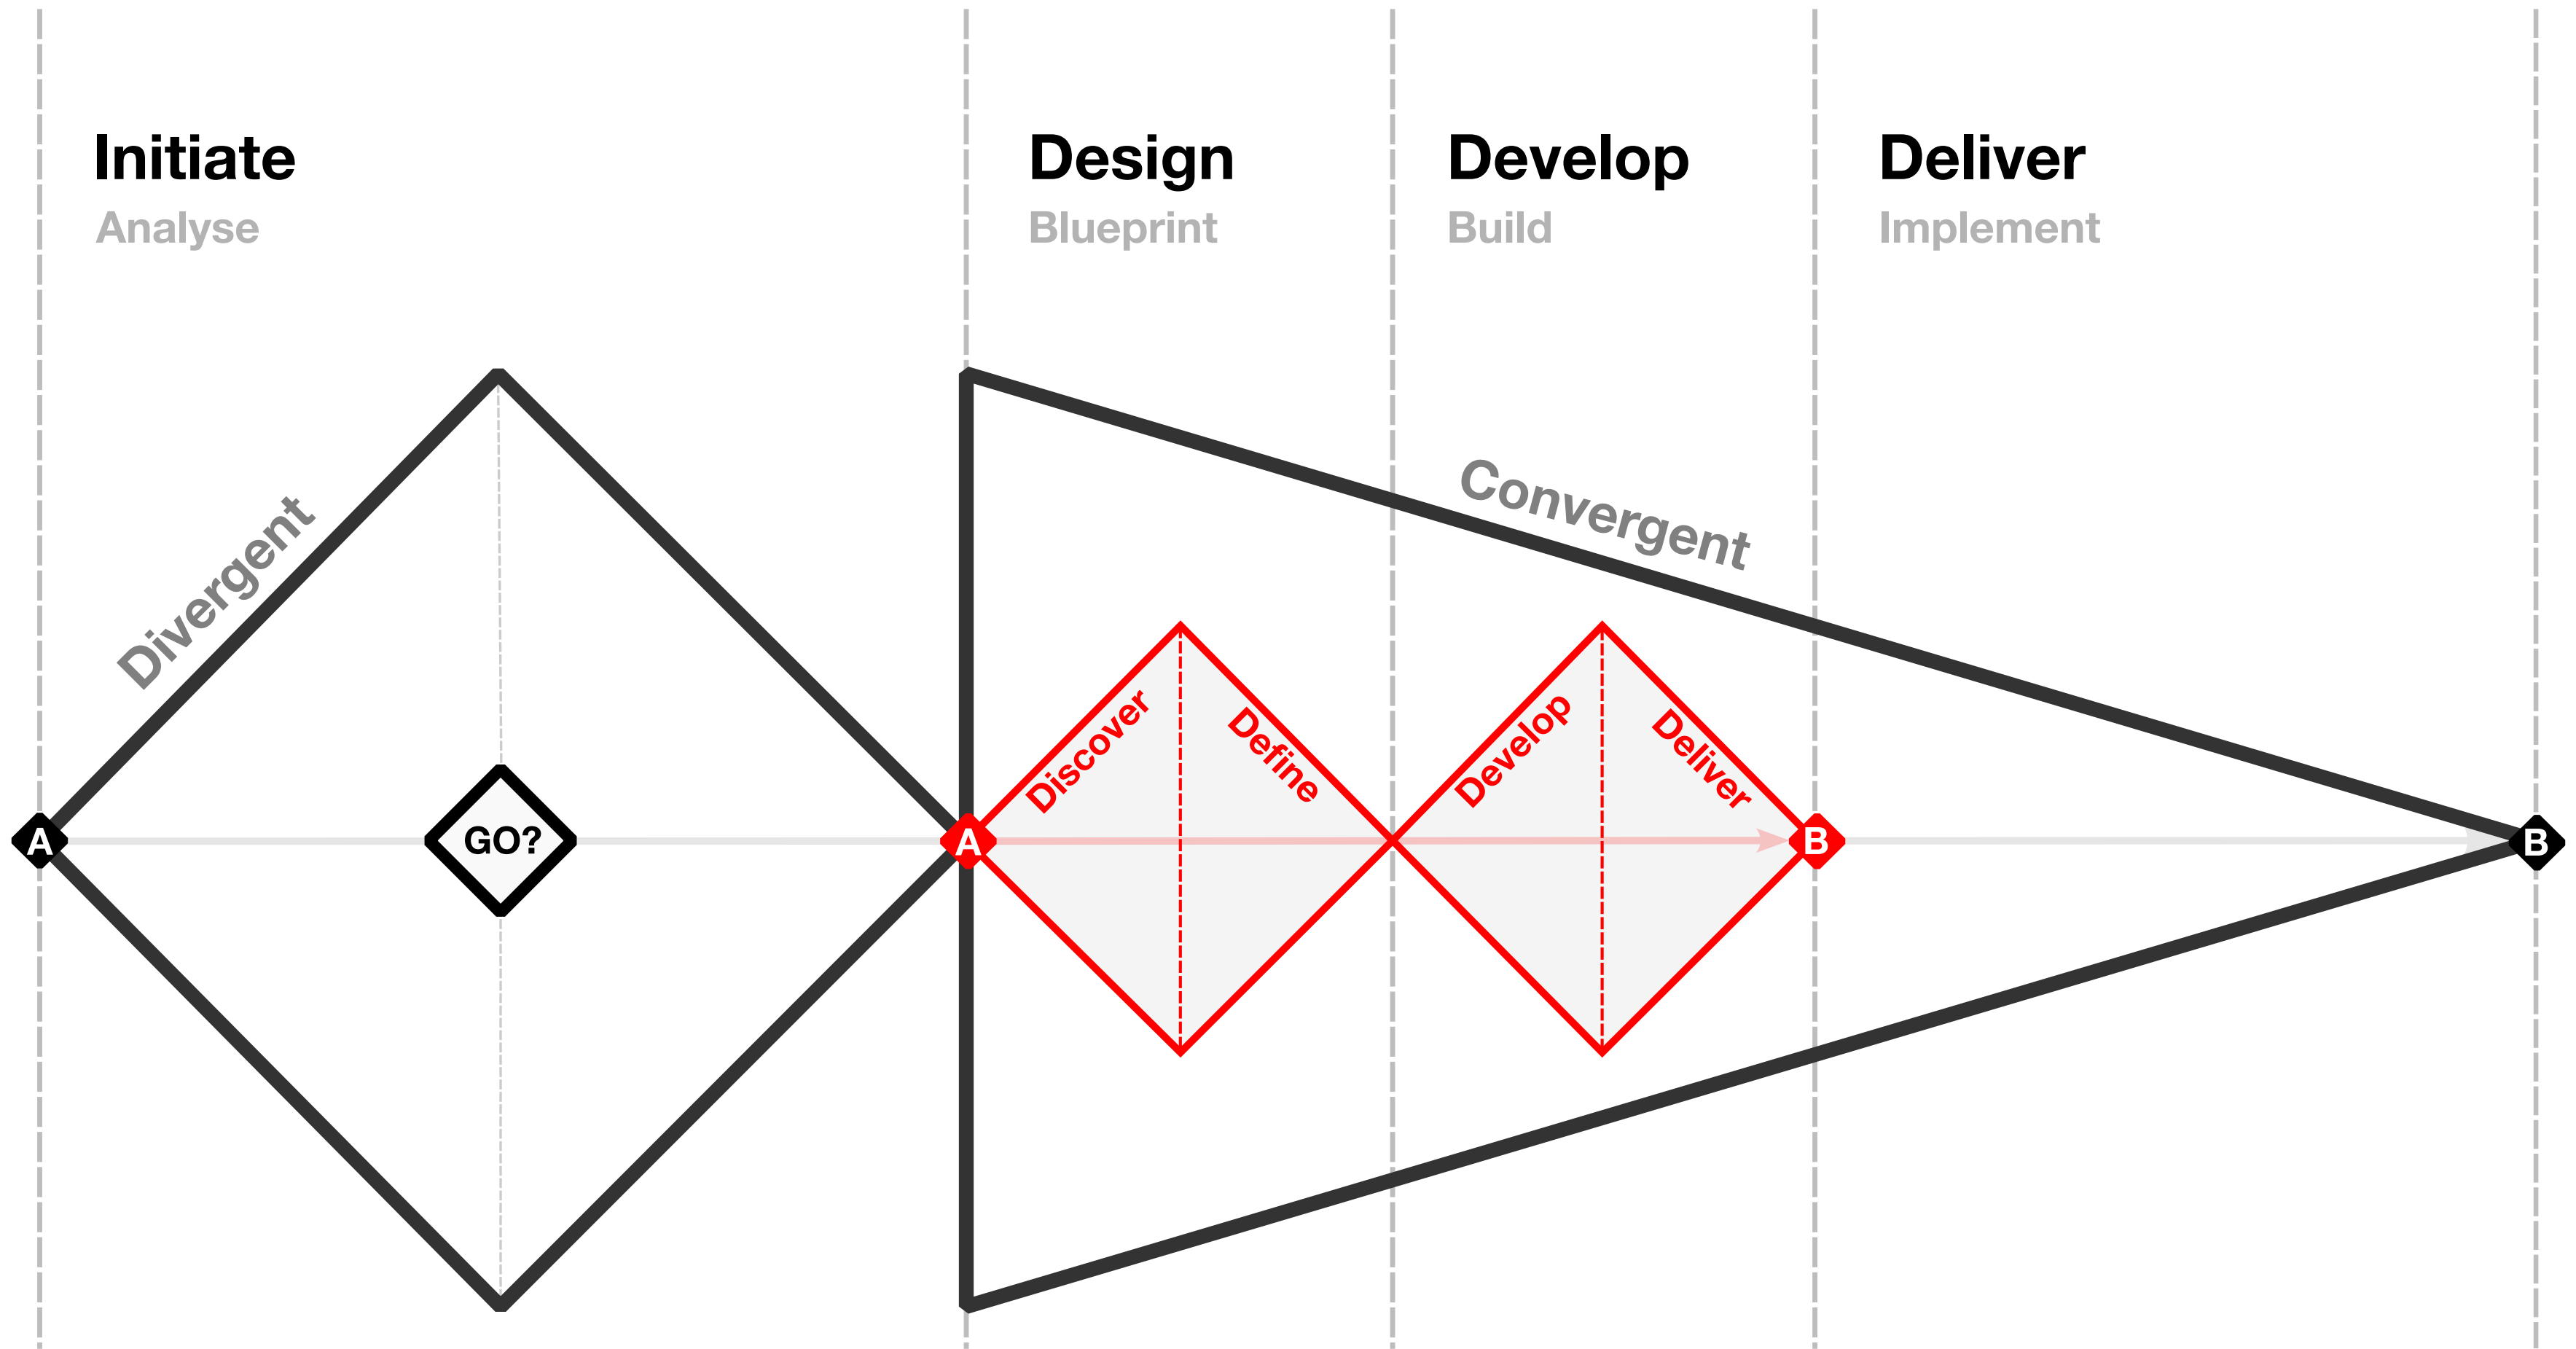 Initiate
Analyse
Design
Blueprint
Develop
Build
Deliver
Implement
Divergent
Convergent
Discover
Define
Develop
Deliver
A
GO?
A
B
B